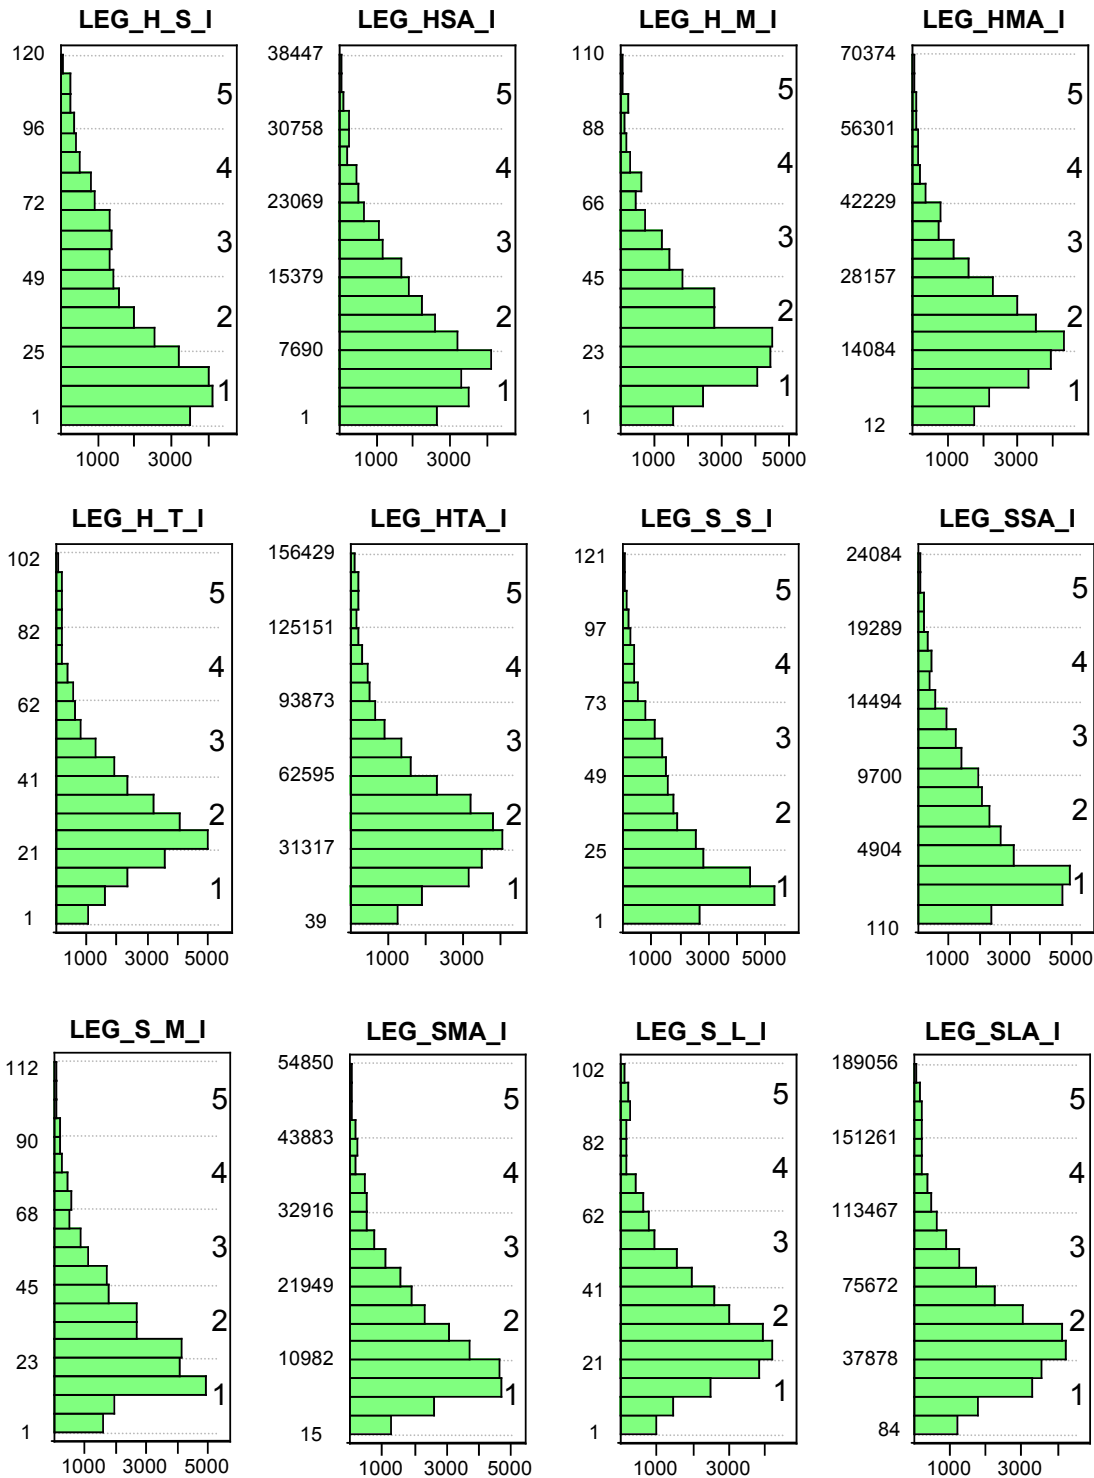 LEG_H_S_I LEG_HSA_I LEG_H_M_I LEG_HMA_I
120 38447 110 70374
5 5 5 5
96 30758 88 56301
4 4 4 4
72 23069 66 42229
3 3 3 3
49 15379 45 28157
2 2 2 2
25 7690 23 14084
1 1 1 1
1 1 1 12
1000 3000 1000 3000 1000 3000 5000 1000 3000
LEG_H_T_I LEG_HTA_I LEG_S_S_I LEG_SSA_I
102 156429 121 24084
5 5 5 5
82 125151 97 19289
4 4 4 4
62 93873 73 14494
3 3 3 3
41 62595 49 9700
2 2 2 2
21 31317 25 4904
1 1 1 1
1 39 1 110
1000 3000 5000 1000 3000 1000 3000 5000 1000 3000 5000
LEG_S_M_I LEG_SMA_I LEG_S_L_I LEG_SLA_I
112 54850 102 189056
5 5 5 5
90 43883 82 151261
4 4 4 4
68 32916 62 113467
3 3 3 3
45 21949 41 75672
2 2 2 2
23 10982 21 37878
1 1 1 1
1 15 1 84
1000 3000 5000 1000 3000 5000 1000 3000 1000 3000